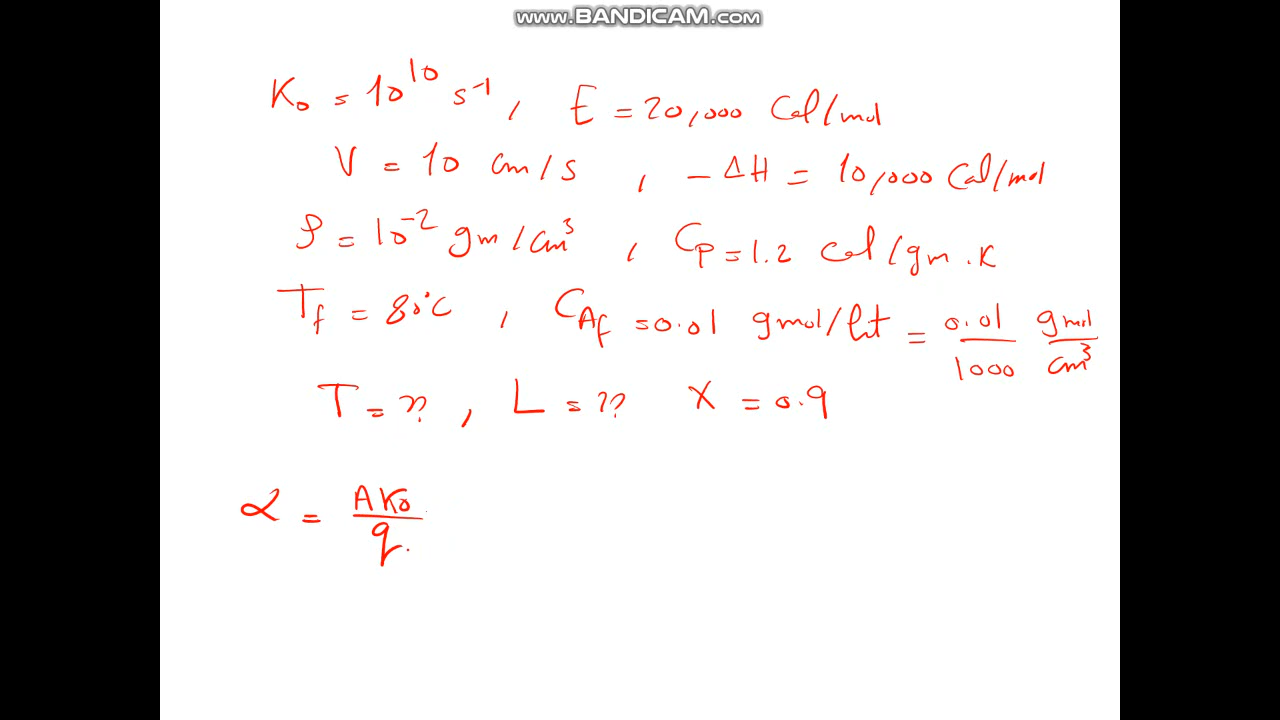 www.BANDICAM.com
K₀ = 10¹⁰ s⁻¹, E = 20,000 Cal/mol
V = 10 cm/s, -ΔH = 10,000 Cal/mol
ρ = 10⁻² gm/cm³, Cp = 1.2 cal/gm.K
Tf = 80°C, CAf = 0.01 gmol/lit = 0.01/1000 gmol/cm³
T = ??, L = ?? X = 0.9
α = AK₀/q.